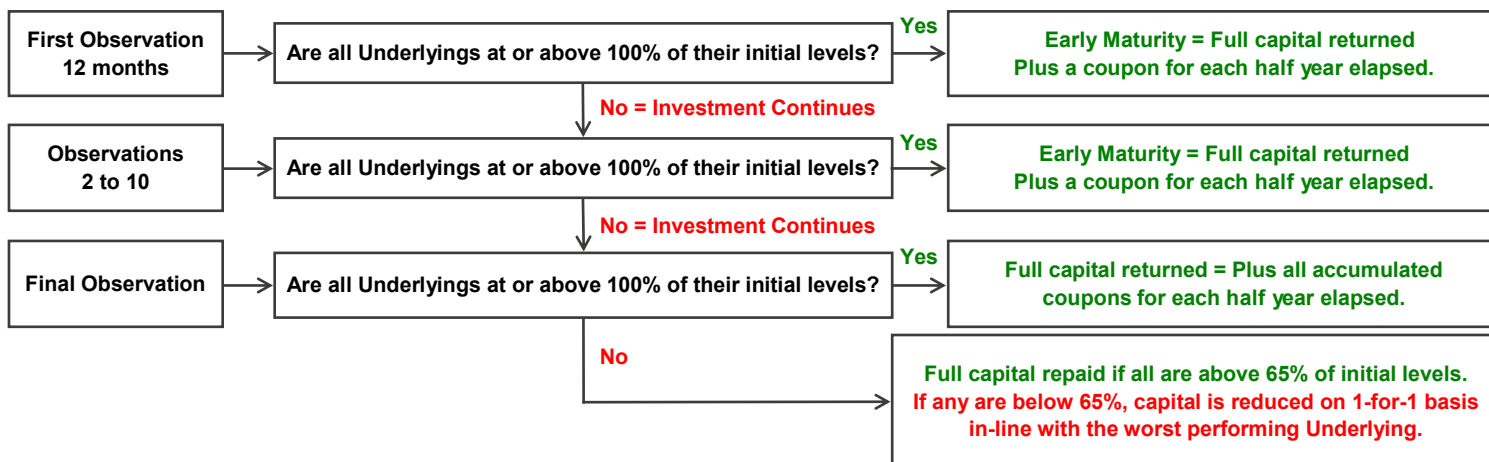 First Observation
12 months
Are all Underlyings at or above 100% of their initial levels?
Yes
Early Maturity = Full capital returned
Plus a coupon for each half year elapsed.
No = Investment Continues
Observations
2 to 10
Are all Underlyings at or above 100% of their initial levels?
Yes
Early Maturity = Full capital returned
Plus a coupon for each half year elapsed.
No = Investment Continues
Final Observation
Are all Underlyings at or above 100% of their initial levels?
Yes
Full capital returned = Plus all accumulated
coupons for each half year elapsed.
No
Full capital repaid if all are above 65% of initial levels.
If any are below 65%, capital is reduced on 1-for-1 basis
in-line with the worst performing Underlying.